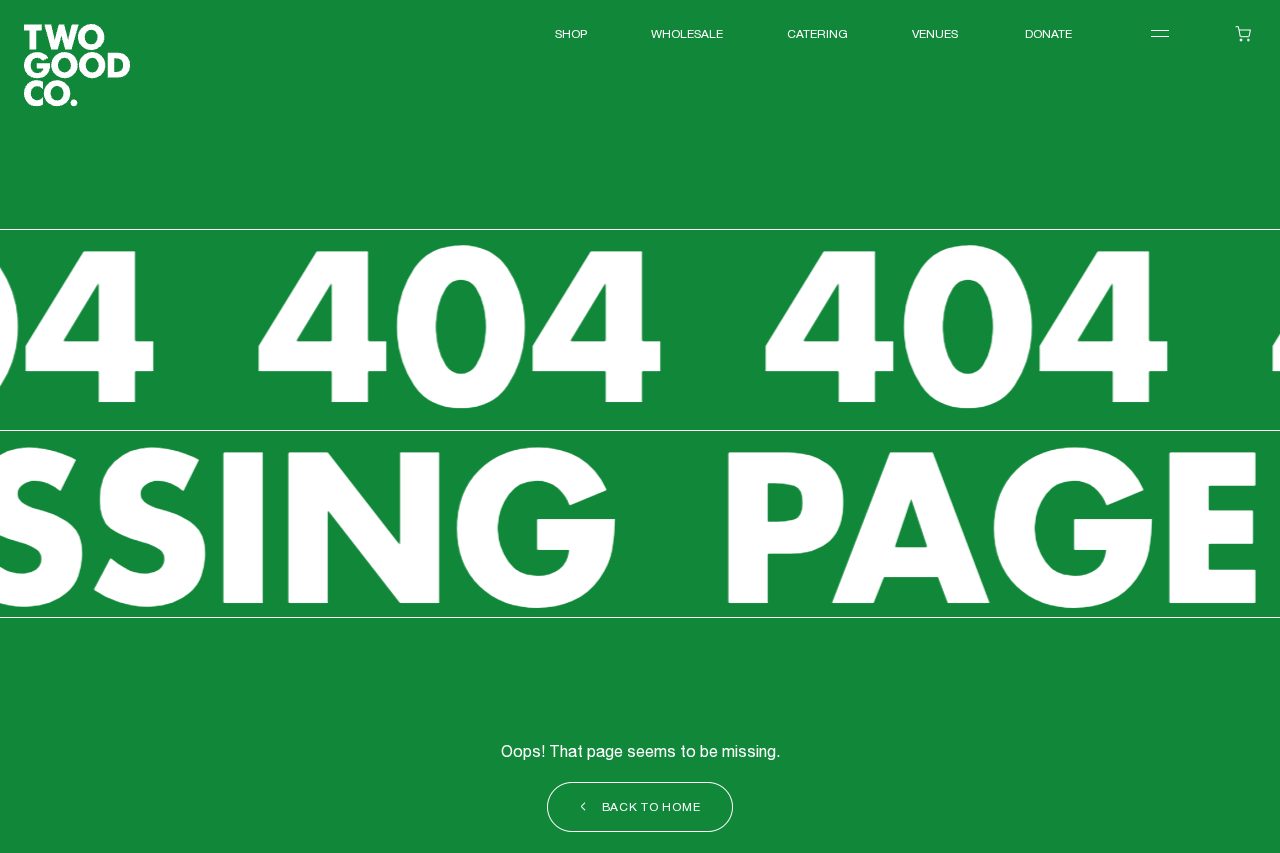 TWO
GOOD
CO.
SHOP WHOLESALE CATERING VENUES DONATE
04 404 404
SSING PAGE
Oops! That page seems to be missing.
BACK TO HOME